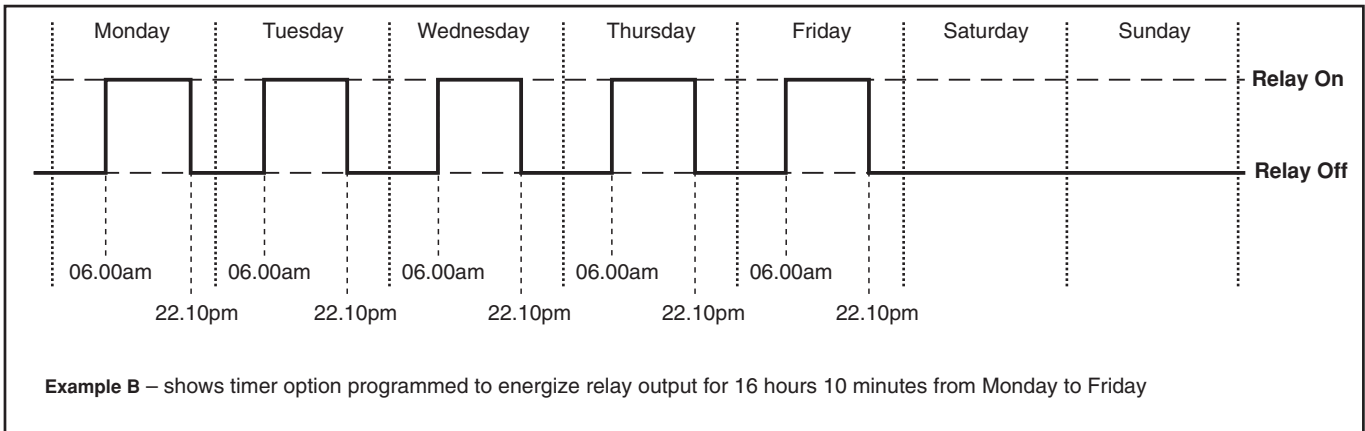 Monday Tuesday Wednesday Thursday Friday Saturday Sunday
Relay On
Relay Off
06.00am 06.00am 06.00am 06.00am 06.00am
22.10pm 22.10pm 22.10pm 22.10pm 22.10pm
Example B – shows timer option programmed to energize relay output for 16 hours 10 minutes from Monday to Friday